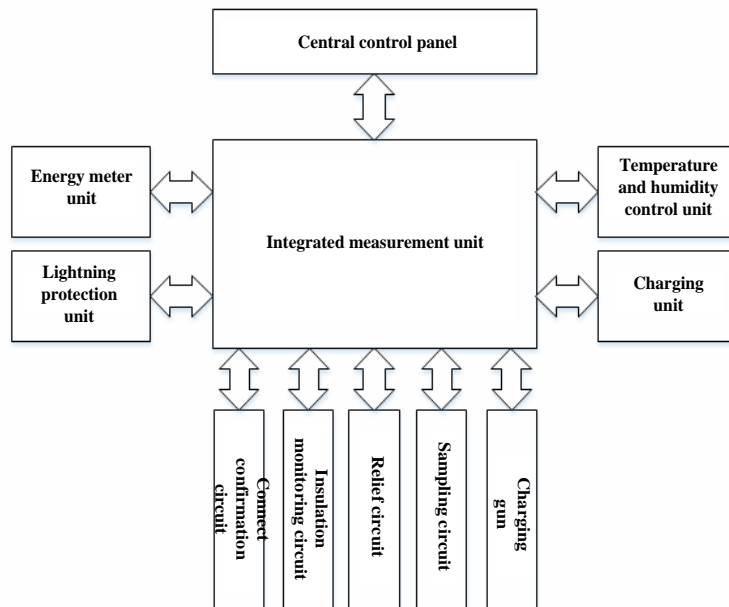 Central control panel
Energy meter
unit
Temperature
and humidity
control unit
Integrated measurement unit
Lightning
protection
unit
Charging
unit
Connect
confirmation
circuit
Insulation
monitoring circuit
Relief circuit
Sampling circuit
Charging
gun